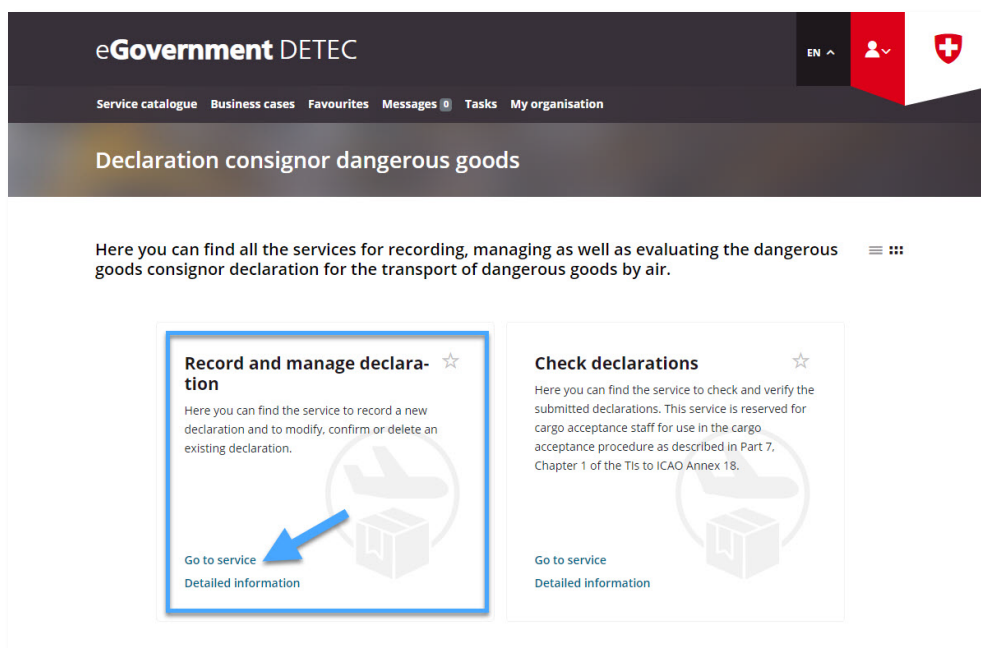 eGovernment DETEC
EN
Service catalogue Business cases Favourites Messages 0 Tasks My organisation
Declaration consignor dangerous goods
Here you can find all the services for recording, managing as well as evaluating the dangerous
goods consignor declaration for the transport of dangerous goods by air.
Record and manage declara-
tion
Here you can find the service to record a new
declaration and to modify, confirm or delete an
existing declaration.
Go to service
Detailed information
Check declarations
Here you can find the service to check and verify the
submitted declarations. This service is reserved for
cargo acceptance staff for use in the cargo
acceptance procedure as described in Part 7,
Chapter 1 of the TIs to ICAO Annex 18.
Go to service
Detailed information